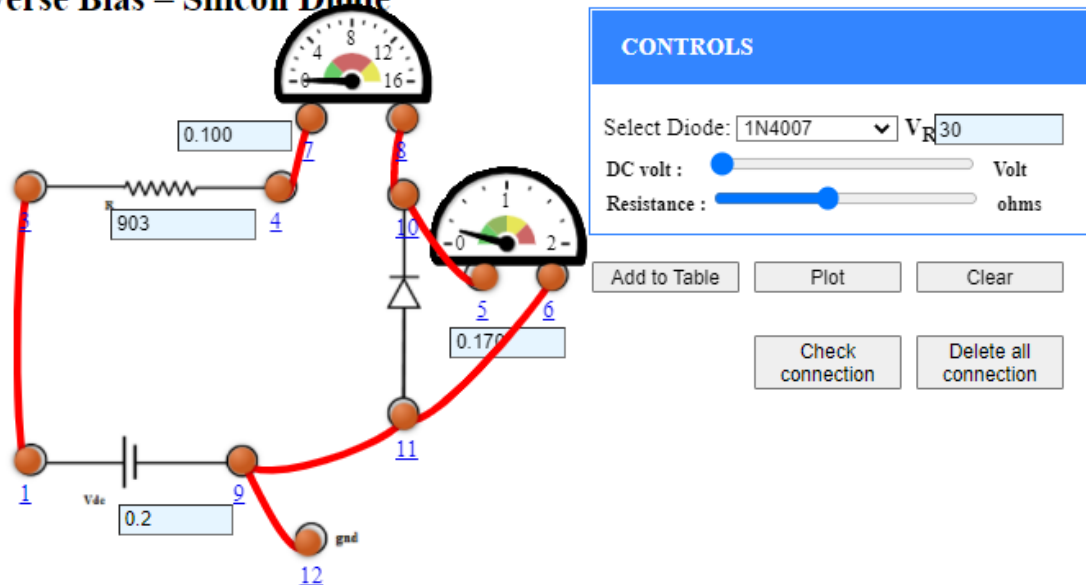 erse Bias – Silicon Diode
CONTROLS
Select Diode: 1N4007 VR 30
DC volt : Volt
Resistance : ohms
Add to Table Plot Clear
Check connection Delete all connection
0 4 8 12 16
0.100
7 8
3 R 903 4
10
0 1 2
5 6
0.170
11
1 Vdc 0.2 9
gnd
12